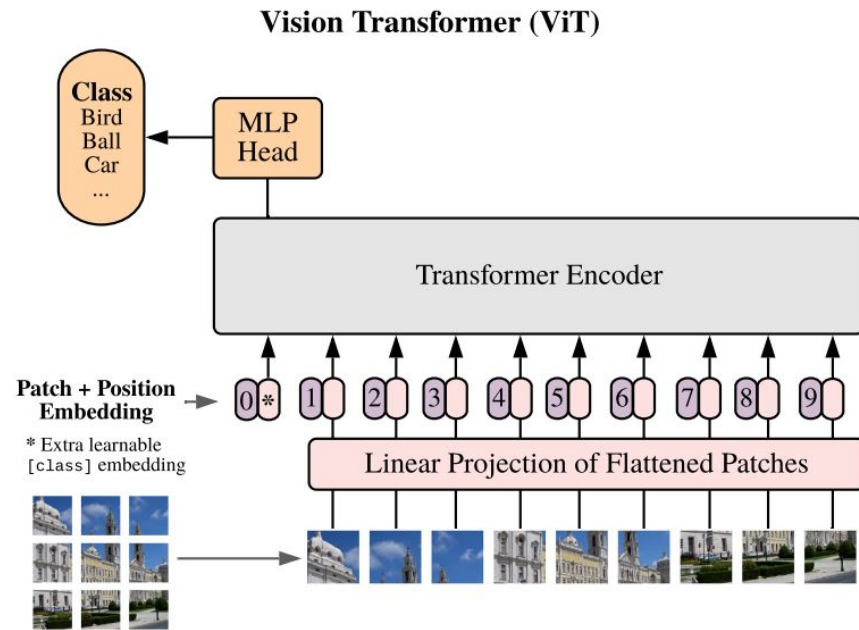 Vision Transformer (ViT)
Class
Bird
Ball
Car
...
MLP
Head
Transformer Encoder
Patch + Position
Embedding
0 * 1 2 3 4 5 6 7 8 9
* Extra learnable
[class] embedding
Linear Projection of Flattened Patches